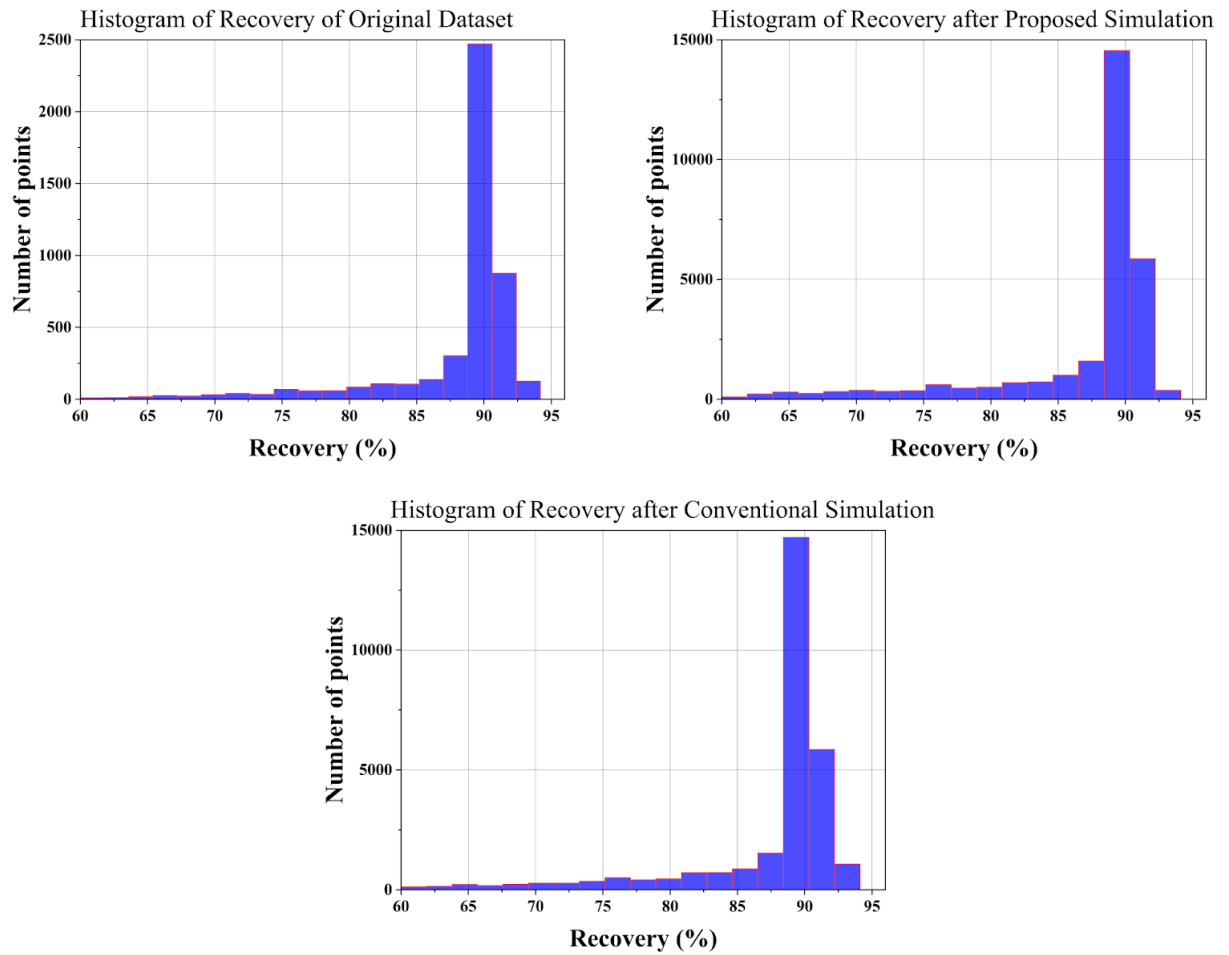 Histogram of Recovery of Original Dataset
2500
2000
1500
1000
500
0
Number of points
60 65 70 75 80 85 90 95
Recovery (%)
Histogram of Recovery after Proposed Simulation
15000
10000
5000
0
Number of points
60 65 70 75 80 85 90 95
Recovery (%)
Histogram of Recovery after Conventional Simulation
15000
10000
5000
0
Number of points
60 65 70 75 80 85 90 95
Recovery (%)